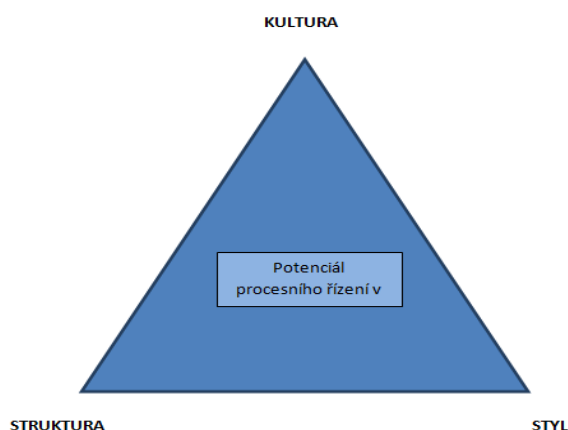 KULTURA
Potenciál
procesního řízení v
STRUKTURA
STYL